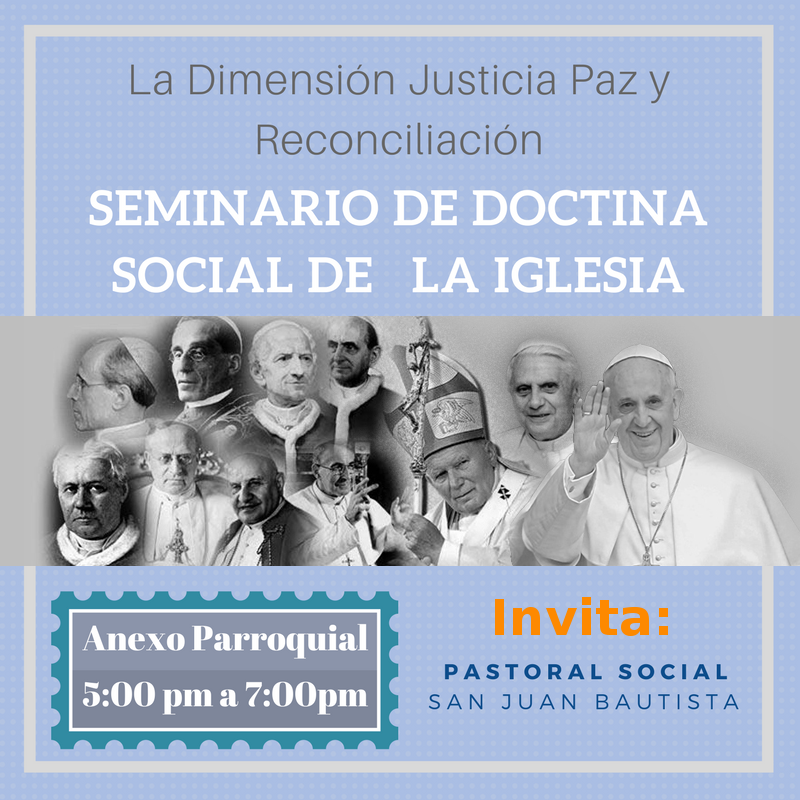 La Dimensión Justicia Paz y
Reconciliación
SEMINARIO DE DOCTINA
SOCIAL DE LA IGLESIA
Anexo Parroquial
5:00 pm a 7:00pm
Invita:
PASTORAL SOCIAL
SAN JUAN BAUTISTA